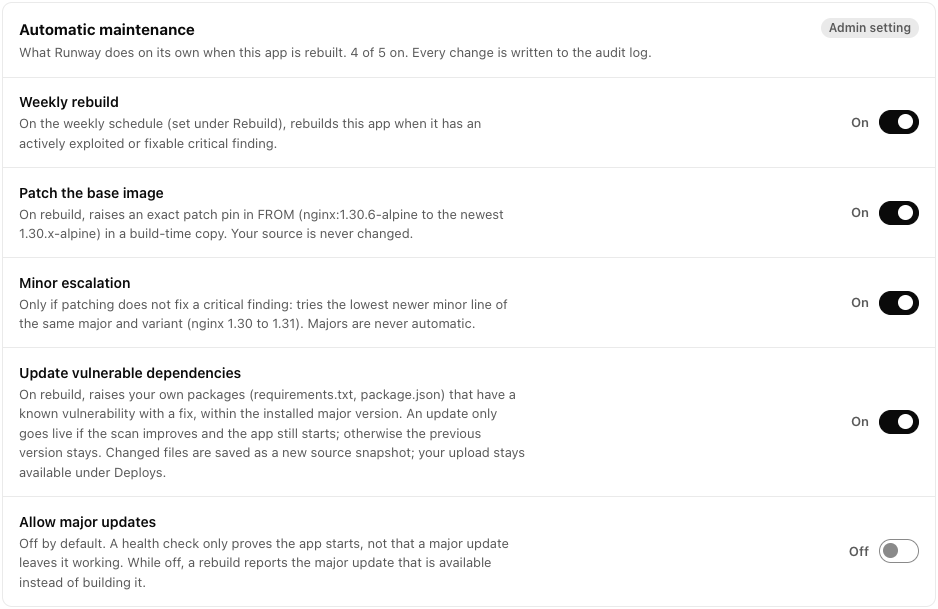 Automatic maintenance
Admin setting
What Runway does on its own when this app is rebuilt. 4 of 5 on. Every change is written to the audit log.
Weekly rebuild
On the weekly schedule (set under Rebuild), rebuilds this app when it has an
actively exploited or fixable critical finding.
On
Patch the base image
On rebuild, raises an exact patch pin in FROM (nginx:1.30.6-alpine to the newest
1.30.x-alpine) in a build-time copy. Your source is never changed.
On
Minor escalation
Only if patching does not fix a critical finding: tries the lowest newer minor line of
the same major and variant (nginx 1.30 to 1.31). Majors are never automatic.
On
Update vulnerable dependencies
On rebuild, raises your own packages (requirements.txt, package.json) that have a
known vulnerability with a fix, within the installed major version. An update only
goes live if the scan improves and the app still starts; otherwise the previous
version stays. Changed files are saved as a new source snapshot; your upload stays
available under Deploys.
On
Allow major updates
Off by default. A health check only proves the app starts, not that a major update
leaves it working. While off, a rebuild reports the major update that is available
instead of building it.
Off